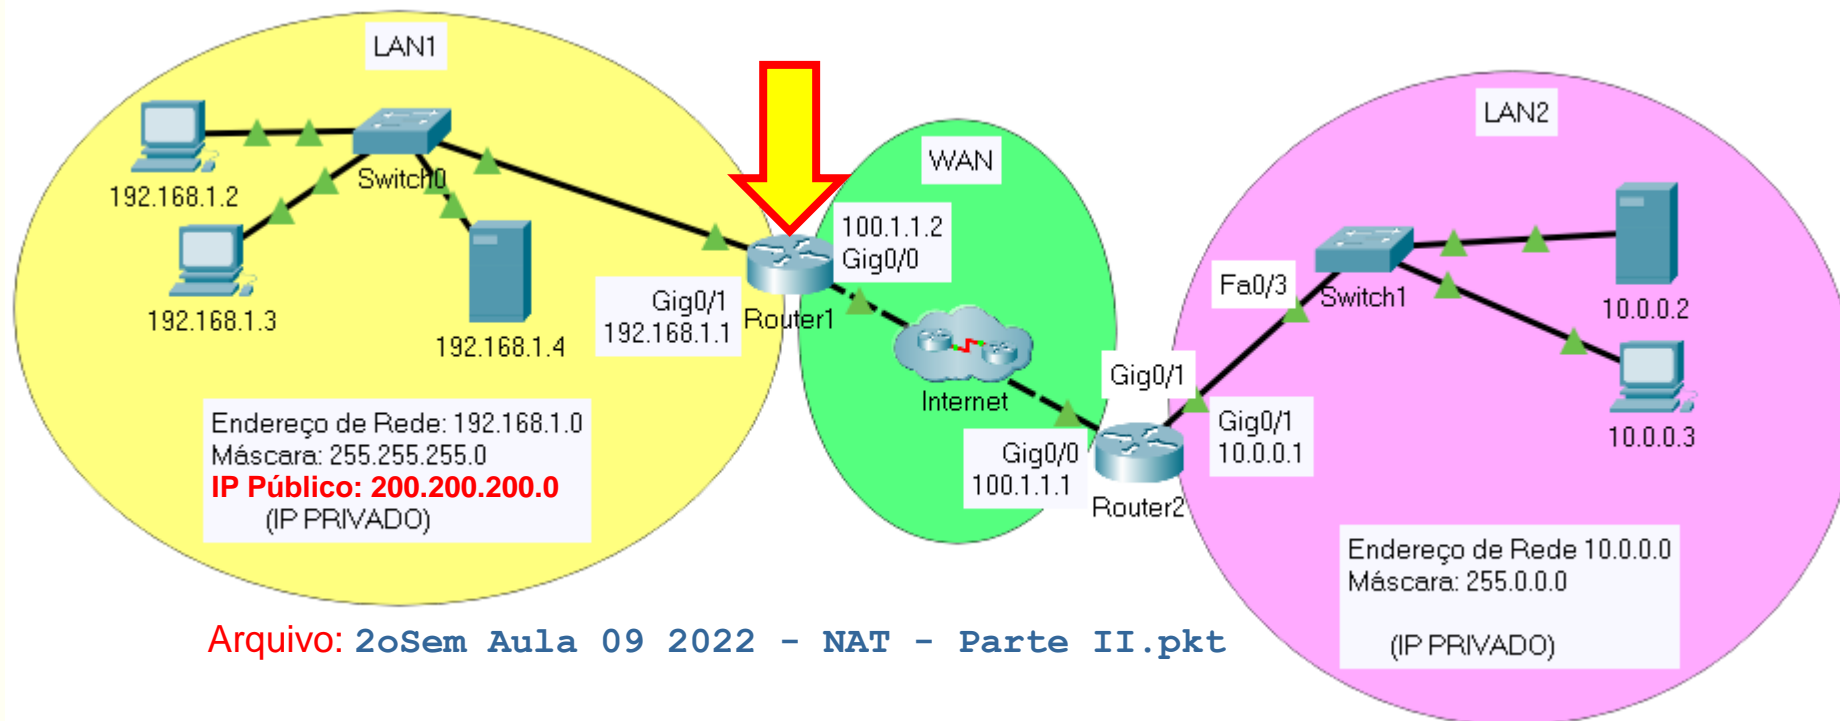 LAN1
192.168.1.2
Switch0
192.168.1.3
192.168.1.4
Gig0/1
192.168.1.1
Router1
Endereço de Rede: 192.168.1.0
Máscara: 255.255.255.0
IP Público: 200.200.200.0
(IP PRIVADO)
WAN
100.1.1.2
Gig0/0
Internet
Gig0/0
100.1.1.1
Router2
Gig0/1
Gig0/1
10.0.0.1
LAN2
Fa0/3
Switch1
10.0.0.2
10.0.0.3
Endereço de Rede 10.0.0.0
Máscara: 255.0.0.0
(IP PRIVADO)
Arquivo: 2oSem Aula 09 2022 - NAT - Parte II.pkt